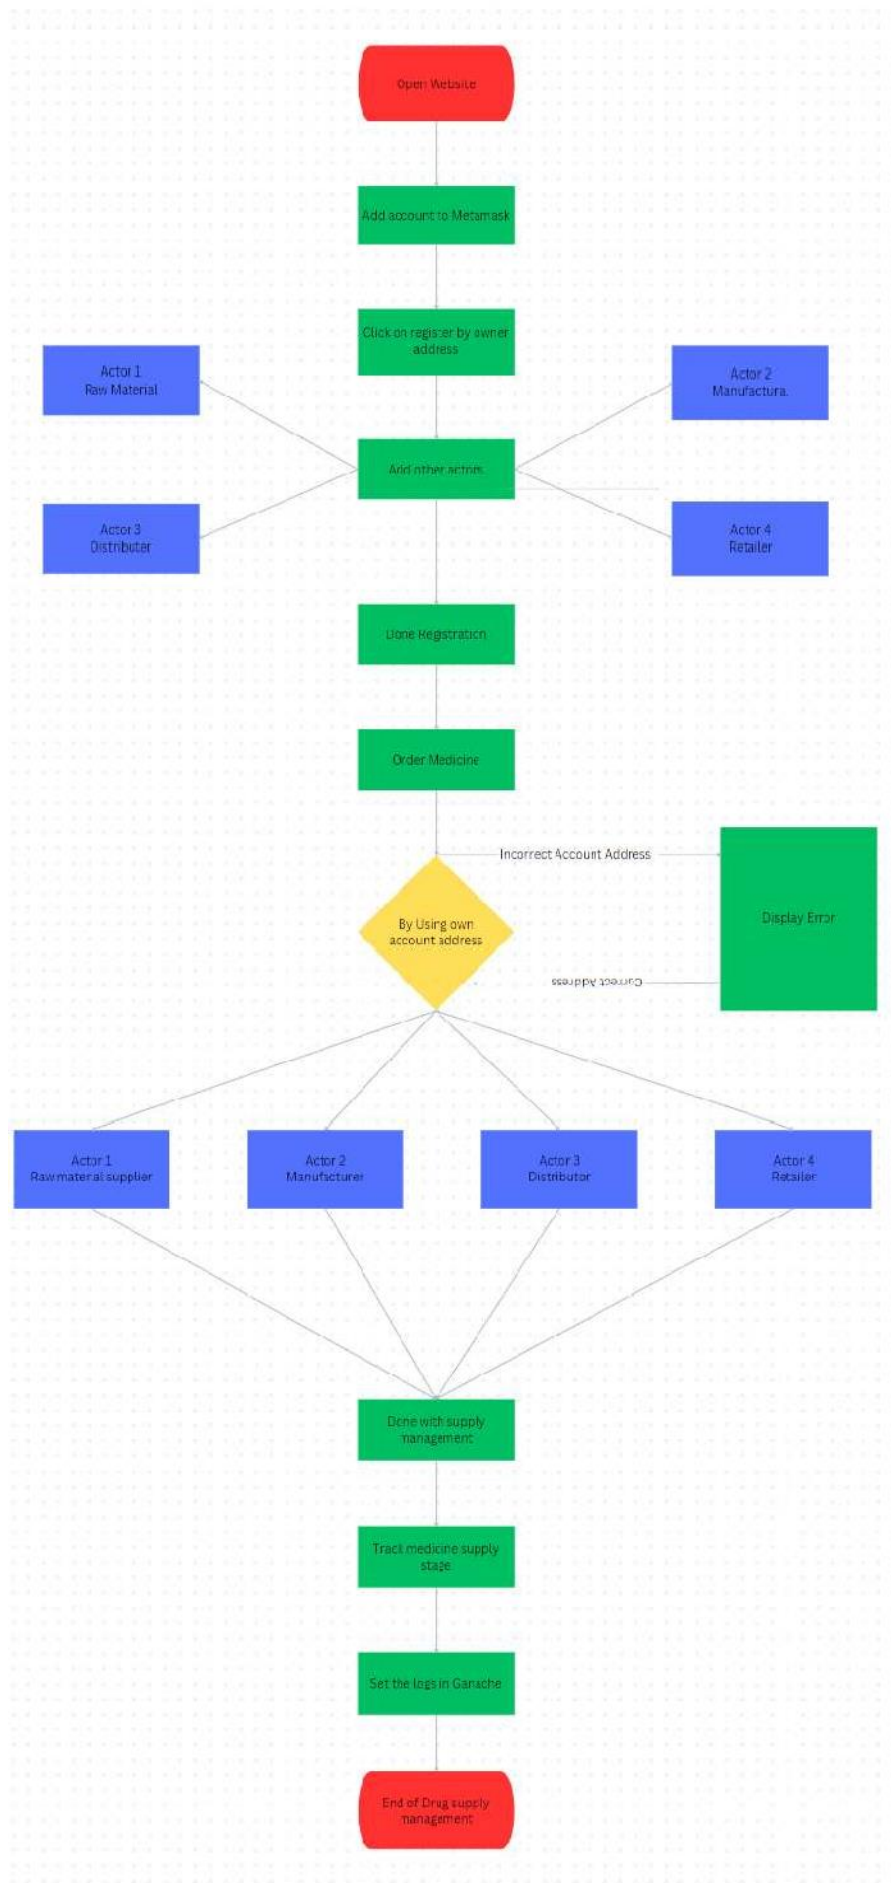 Open Website
Add account to Metamask
Click on register by owner
address
Actor 1
Raw Material
Actor 2
Manufactural
Add other actors
Actor 3
Distributer
Actor 4
Retailer
Done Registration
Order Medicine
Incorrect Account Address
Display Error
By Using own
account address
Correct Address
Actor 1
Raw material supplier
Actor 2
Manufacturer
Actor 3
Distributor
Actor 4
Retailer
Done with supply
management
Track medicine supply
stage
Set the logs in Ganache
End of Drug supply
management